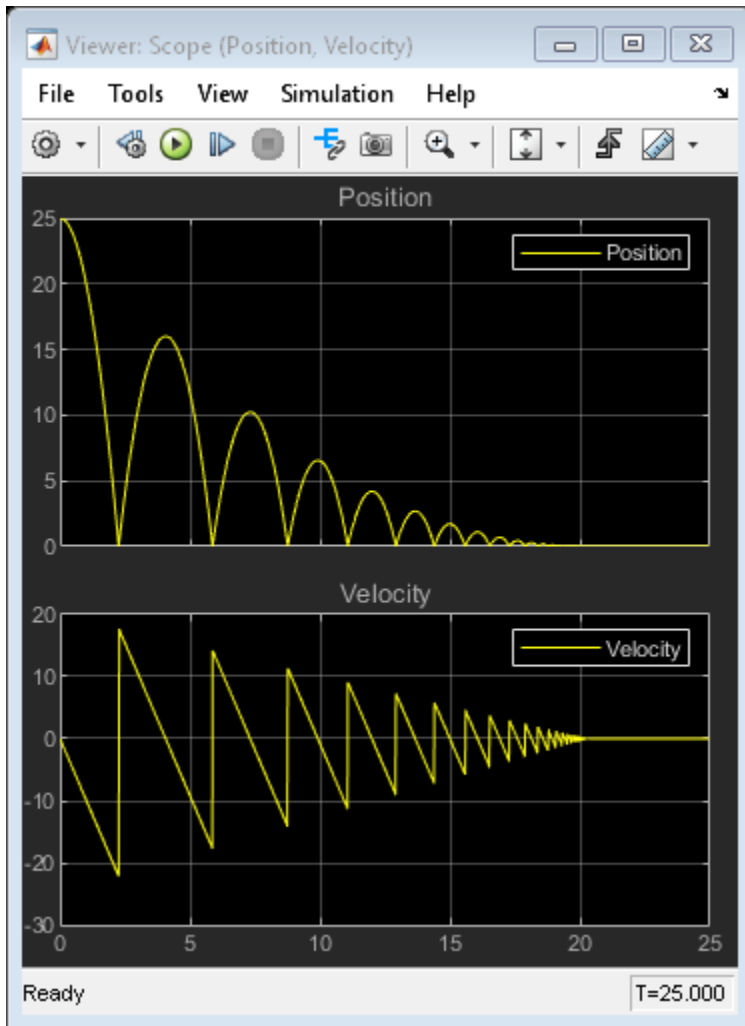 Viewer: Scope (Position, Velocity)
File Tools View Simulation Help
Position
25
Position
20
15
10
5
0
Velocity
20
Velocity
10
0
-10
-20
-30
0 5 10 15 20 25
Ready T=25.000